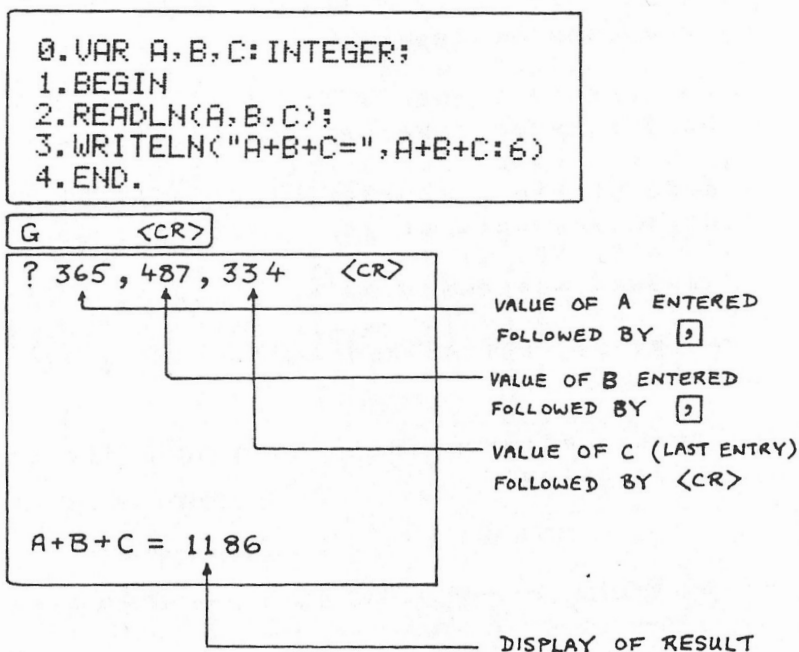 0.VAR A,B,C:INTEGER;
1.BEGIN
2.READLN(A,B,C);
3.WRITELN("A+B+C=",A+B+C:6)
4.END.
G <CR>
? 365, 487, 334 <CR>
VALUE OF A ENTERED
FOLLOWED BY ,
VALUE OF B ENTERED
FOLLOWED BY ,
VALUE OF C (LAST ENTRY)
FOLLOWED BY <CR>
A+B+C = 1186
DISPLAY OF RESULT